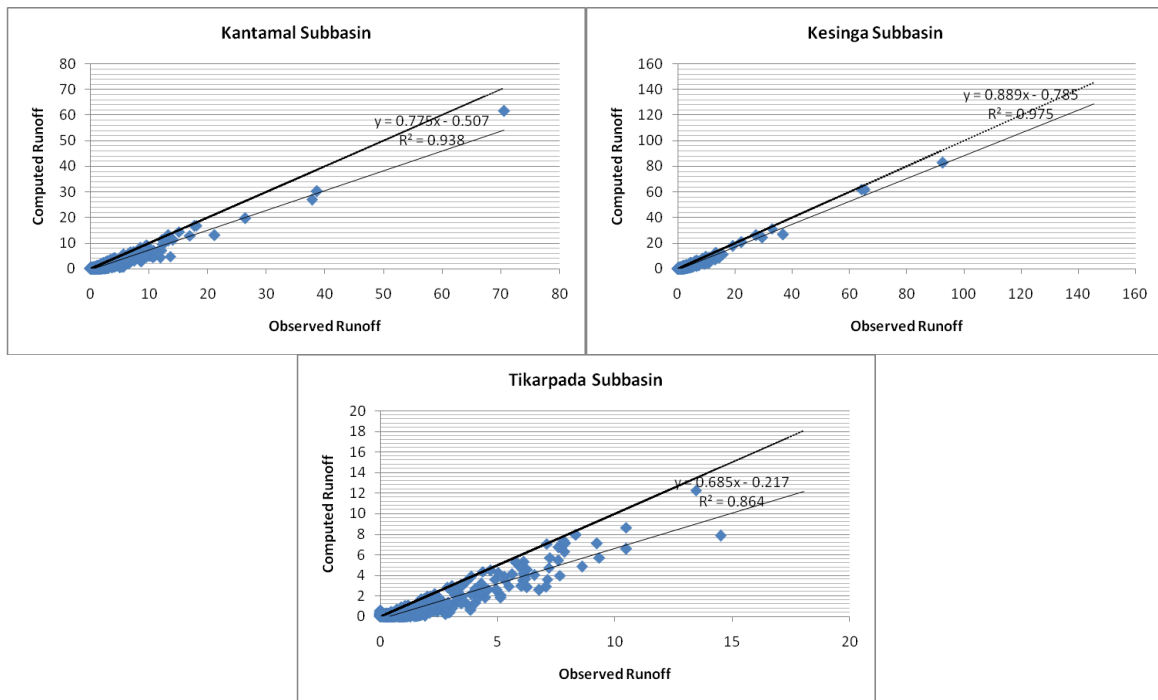 Kantamal Subbasin
80
70
60
50
40
30
20
10
0
Computed Runoff
y = 0.775x - 0.507
R² = 0.938
0 10 20 30 40 50 60 70 80
Observed Runoff
Kesinga Subbasin
160
140
120
100
80
60
40
20
0
Computed Runoff
y = 0.889x - 0.785
R² = 0.975
0 20 40 60 80 100 120 140 160
Observed Runoff
Tikarpada Subbasin
20
18
16
14
12
10
8
6
4
2
0
Computed Runoff
y = 0.685x - 0.217
R² = 0.864
0 5 10 15 20
Observed Runoff